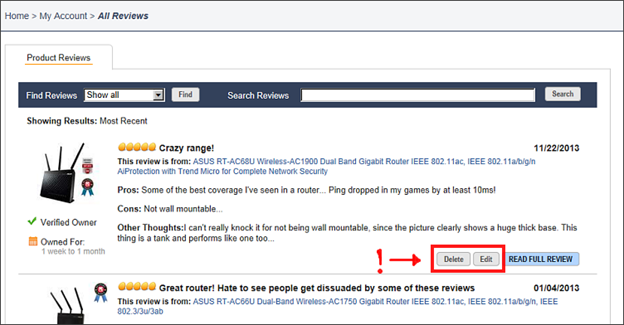 Home > My Account > All Reviews
Product Reviews
Find Reviews Show all Find Search Reviews Search
Showing Results: Most Recent
Crazy range! 11/22/2013
This review is from: ASUS RT-AC68U Wireless-AC1900 Dual Band Gigabit Router IEEE 802.11ac, IEEE 802.11a/b/g/n
AiProtection with Trend Micro for Complete Network Security
Pros: Some of the best coverage I've seen in a router... Ping dropped in my games by at least 10ms!
Cons: Not wall mountable...
Verified Owner
Other Thoughts:I can't really knock it for not being wall mountable, since the picture clearly shows a huge thick base. This
thing is a tank and performs like one too...
Owned For:
1 week to 1 month
! Delete Edit READ FULL REVIEW
Great router! Hate to see people get dissuaded by some of these reviews 01/04/2013
This review is from: ASUS RT-AC66U Dual-Band Wireless-AC1750 Gigabit Router IEEE 802.11ac, IEEE 802.11a/b/g/n, IEEE
802.3/3u/3ab